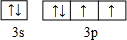 ↑↓ ↑↓ ↑ ↑
3s 3p